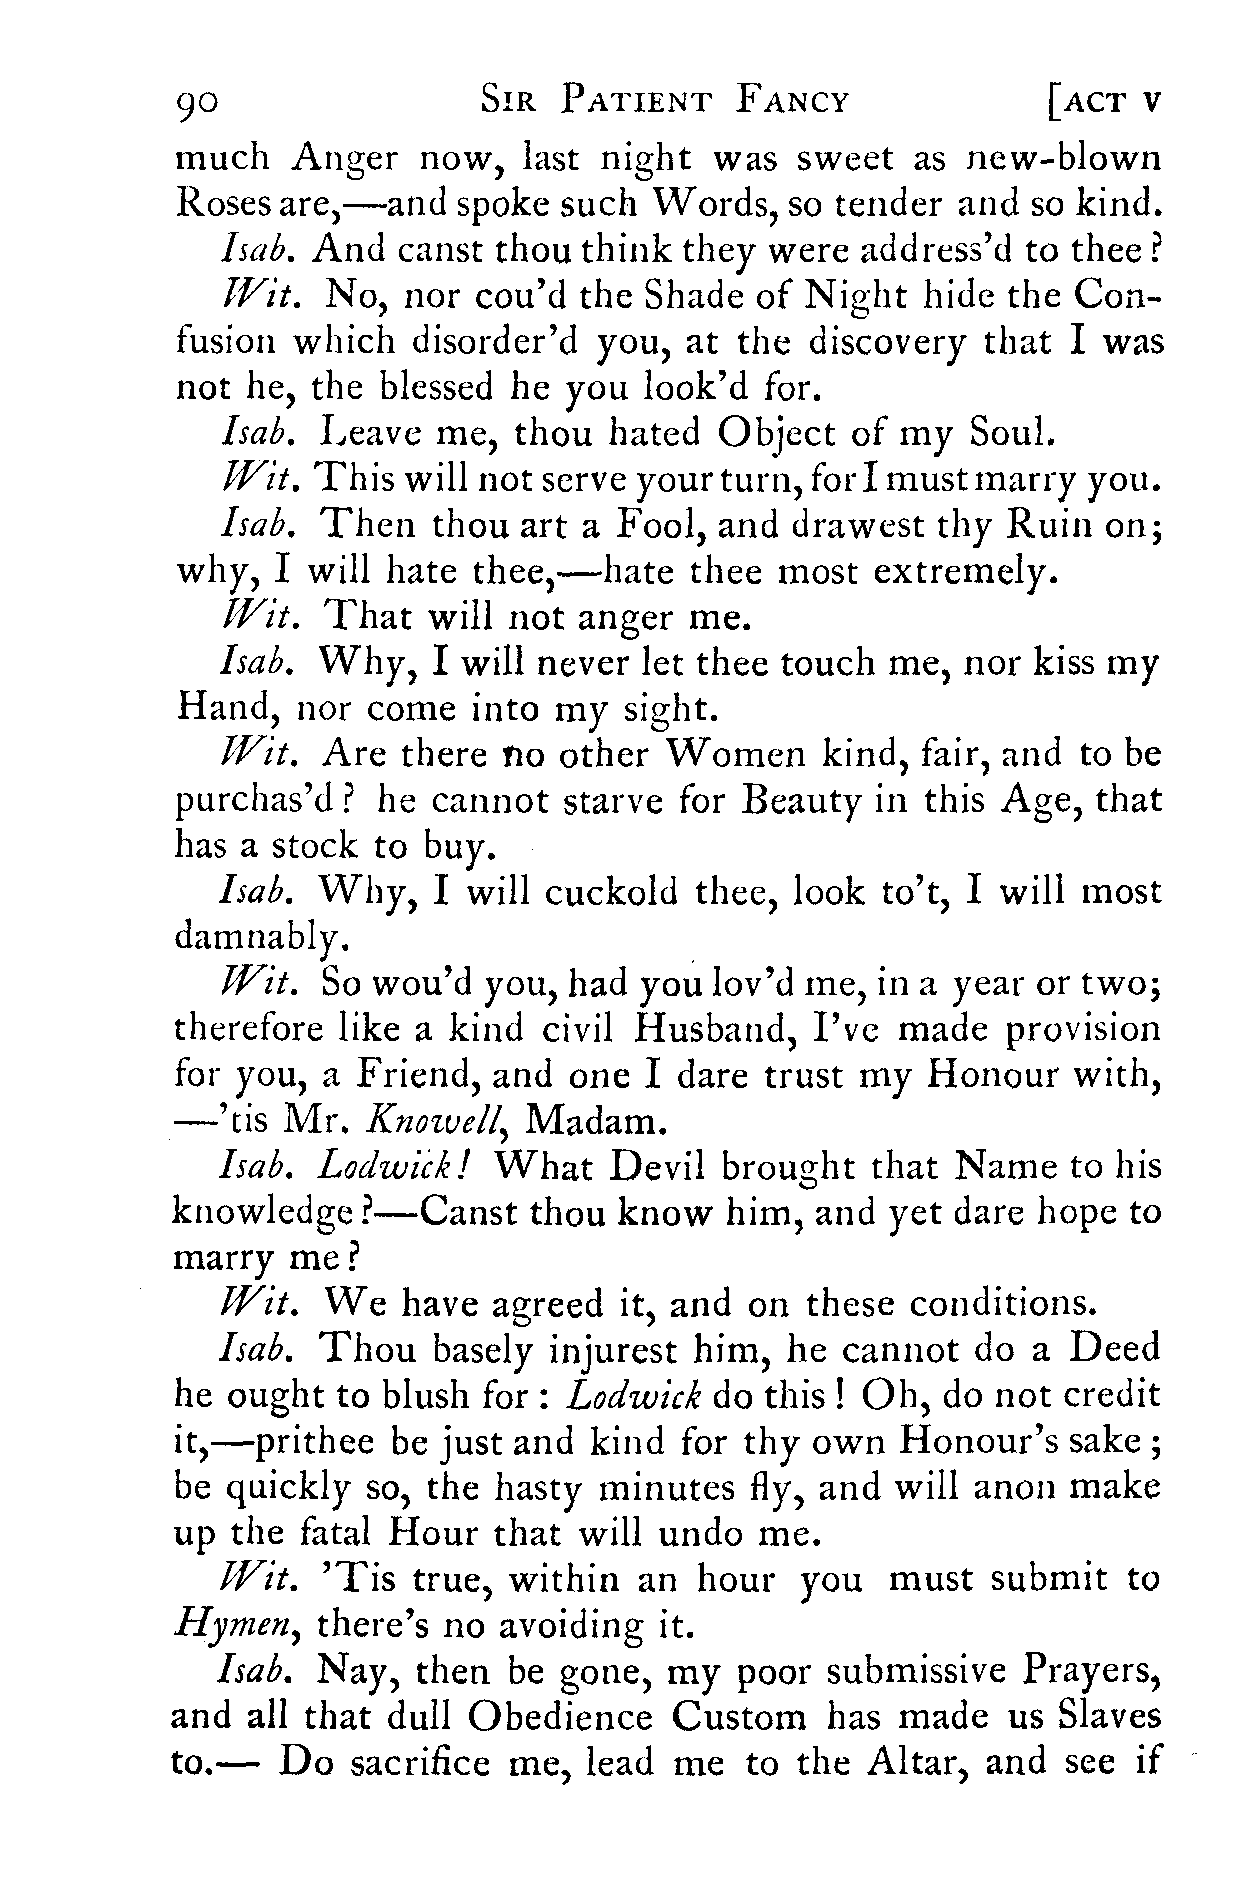 90 Sir Patient Fancy [act v
much Anger now, last night was sweet as new-blown
Roses are,—and spoke such Words, so tender and so kind.
Isab. And canst thou think they were address'd to thee?
Wit. No, nor cou'd the Shade of Night hide the Con-
fusion which disorder'd you, at the discovery that I was
not he, the blessed he you look'd for.
Isab. Leave me, thou hated Object of my Soul.
Wit. This will not serve your turn, for I must marry you.
Isab. Then thou art a Fool, and drawest thy Ruin on;
why, I will hate thee,—hate thee most extremely.
Wit. That will not anger me.
Isab. Why, I will never let thee touch me, nor kiss my
Hand, nor come into my sight.
Wit. Are there no other Women kind, fair, and to be
purchas'd? he cannot starve for Beauty in this Age, that
has a stock to buy.
Isab. Why, I will cuckold thee, look to't, I will most
damnably.
Wit. So wou'd you, had you lov'd me, in a year or two;
therefore like a kind civil Husband, I've made provision
for you, a Friend, and one I dare trust my Honour with,
—'tis Mr. Knowell, Madam.
Isab. Lodwick! What Devil brought that Name to his
knowledge?—Canst thou know him, and yet dare hope to
marry me?
Wit. We have agreed it, and on these conditions.
Isab. Thou basely injurest him, he cannot do a Deed
he ought to blush for: Lodwick do this! Oh, do not credit
it,—prithee be just and kind for thy own Honour's sake;
be quickly so, the hasty minutes fly, and will anon make
up the fatal Hour that will undo me.
Wit. 'Tis true, within an hour you must submit to
Hymen, there's no avoiding it.
Isab. Nay, then be gone, my poor submissive Prayers,
and all that dull Obedience Custom has made us Slaves
to.— Do sacrifice me, lead me to the Altar, and see if